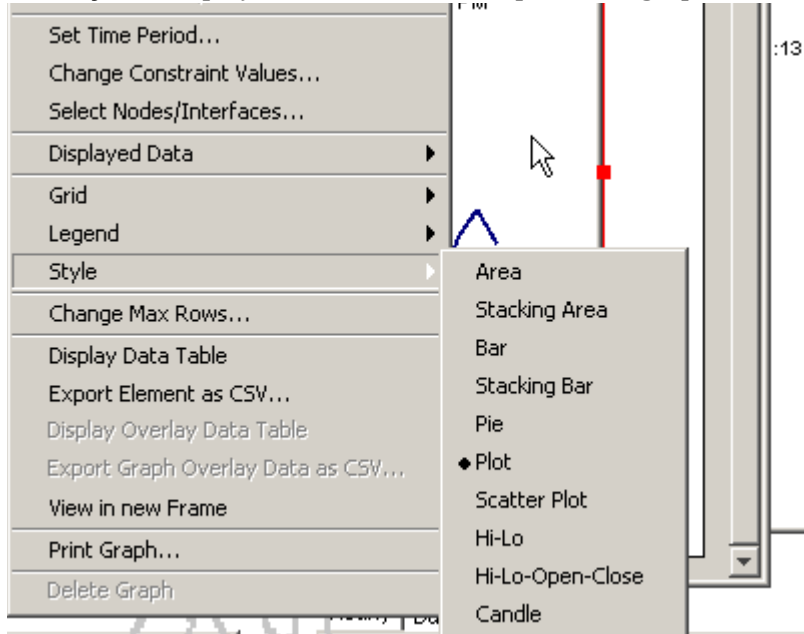 PM
Set Time Period...
:13
Change Constraint Values...
Select Nodes/Interfaces...
Displayed Data
Grid
Legend
Style
Area
Stacking Area
Bar
Stacking Bar
Pie
Plot
Scatter Plot
Hi-Lo
Hi-Lo-Open-Close
Candle
Change Max Rows...
Display Data Table
Export Element as CSV...
Display Overlay Data Table
Export Graph Overlay Data as CSV...
View in new Frame
Print Graph...
Delete Graph